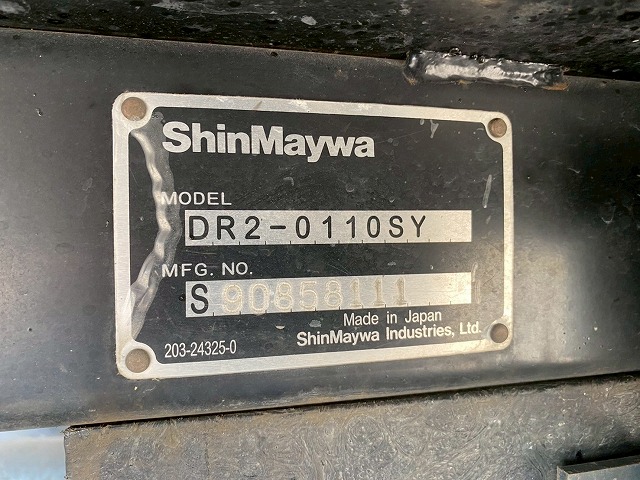 ShinMaywa
MODEL
DR2-0110SY
MFG. NO.
S 90858111
Made in Japan
203-24325-0 ShinMaywa Industries, Ltd.